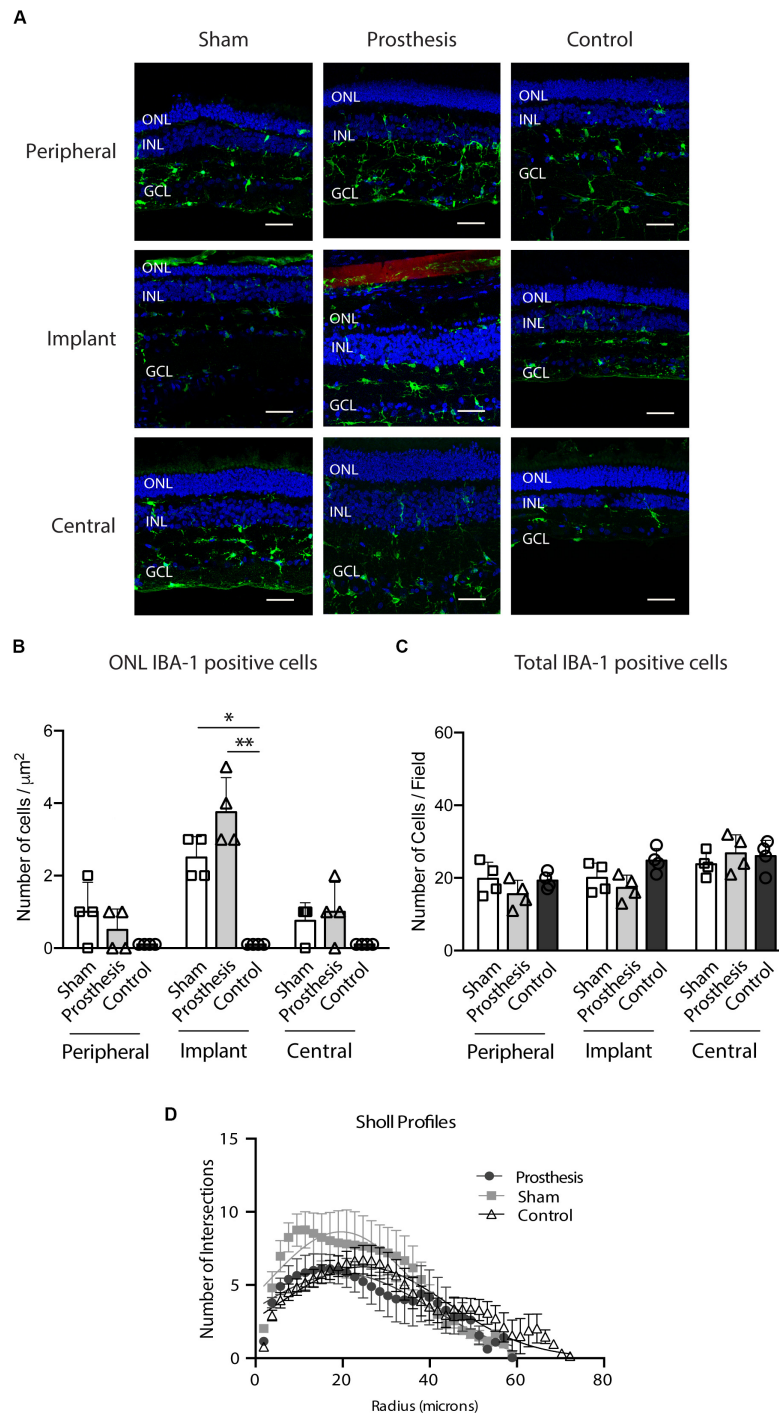 A
Sham Prosthesis Control
Peripheral
ONL
INL
GCL
ONL
INL
GCL
ONL
INL
GCL
Implant
ONL
INL
GCL
ONL
INL
GCL
ONL
INL
GCL
Central
ONL
INL
GCL
ONL
INL
GCL
ONL
INL
GCL
B
ONL IBA-1 positive cells
Number of cells / μm²
6
4
2
0
* 
**
Sham Prosthesis Control Sham Prosthesis Control Sham Prosthesis Control
Peripheral Implant Central
C
Total IBA-1 positive cells
Number of Cells / Field
60
40
20
0
Sham Prosthesis Control Sham Prosthesis Control Sham Prosthesis Control
Peripheral Implant Central
D
Sholl Profiles
Number of Intersections
15
10
5
0
Prosthesis
Sham
Control
0 20 40 60 80
Radius (microns)